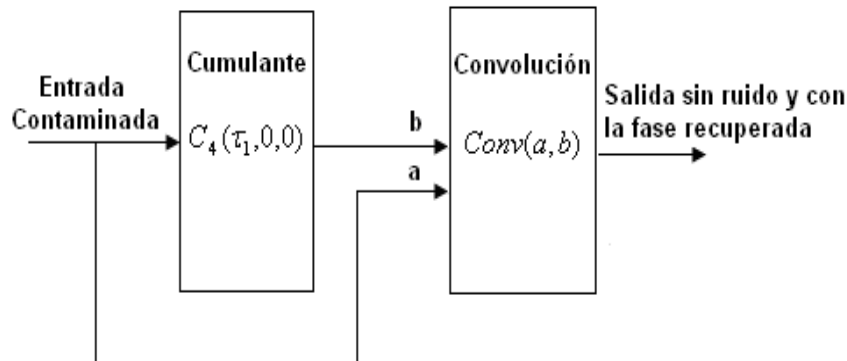 Entrada
Contaminada
Cumulante
C₄(τ₁,0,0)
b
a
Convolución
Conv(a,b)
Salida sin ruido y con
la fase recuperada